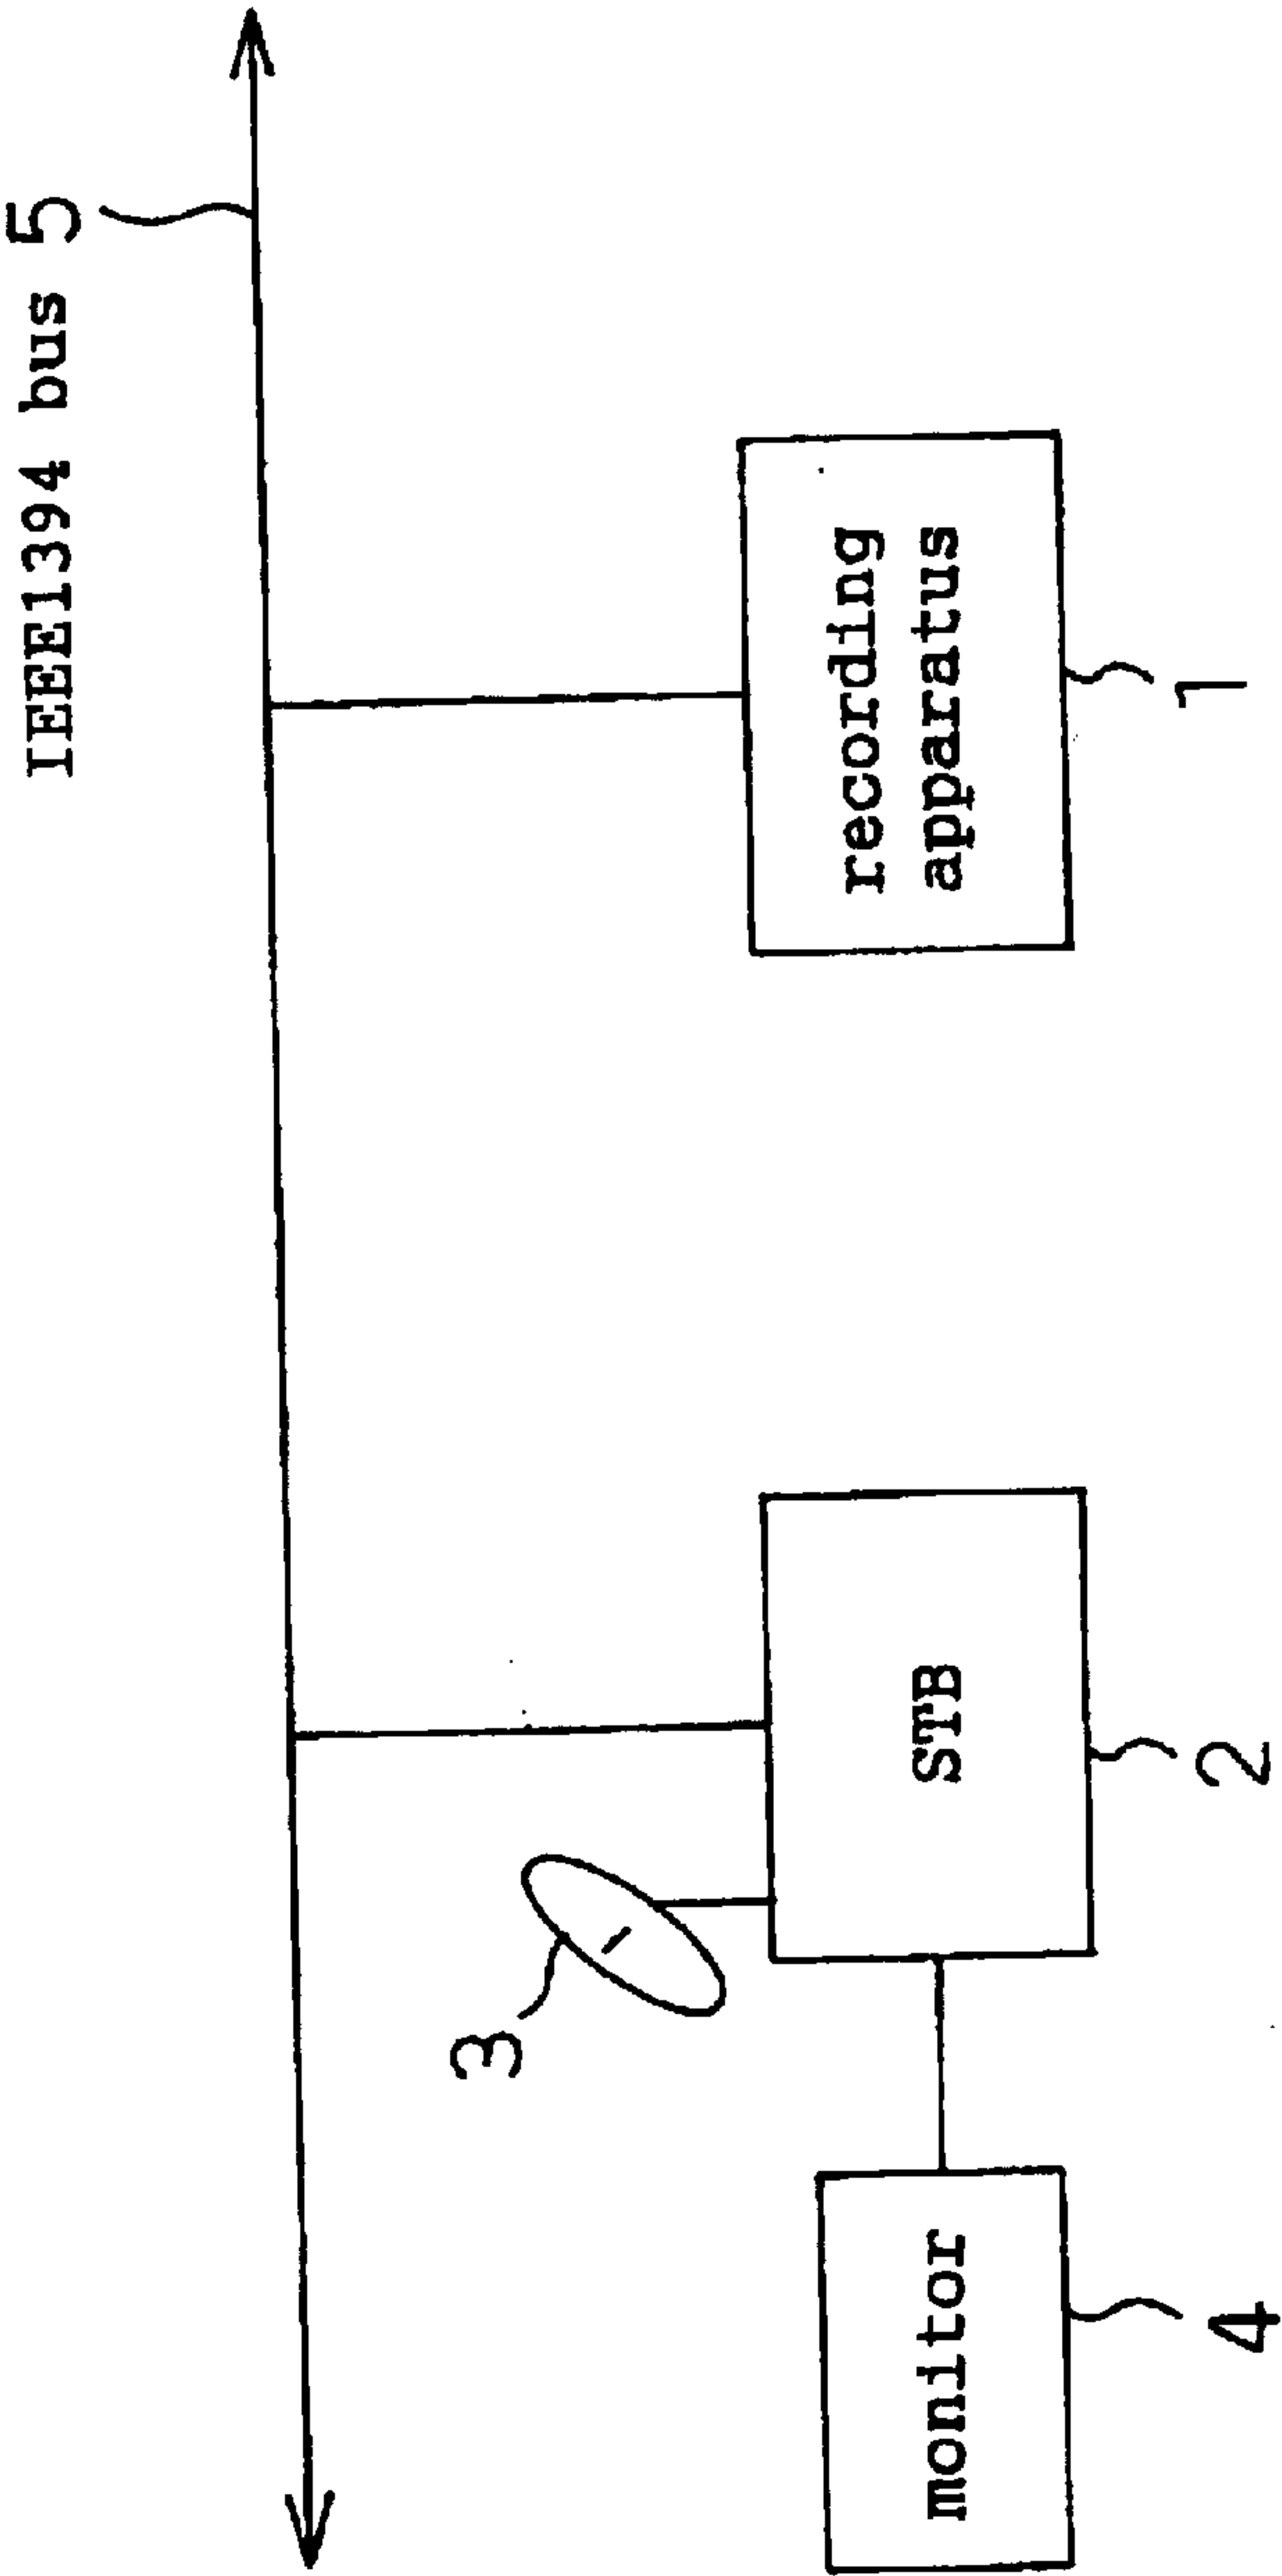 IEEE1394 bus 5
3
monitor
4
STB
2
recording
apparatus
1